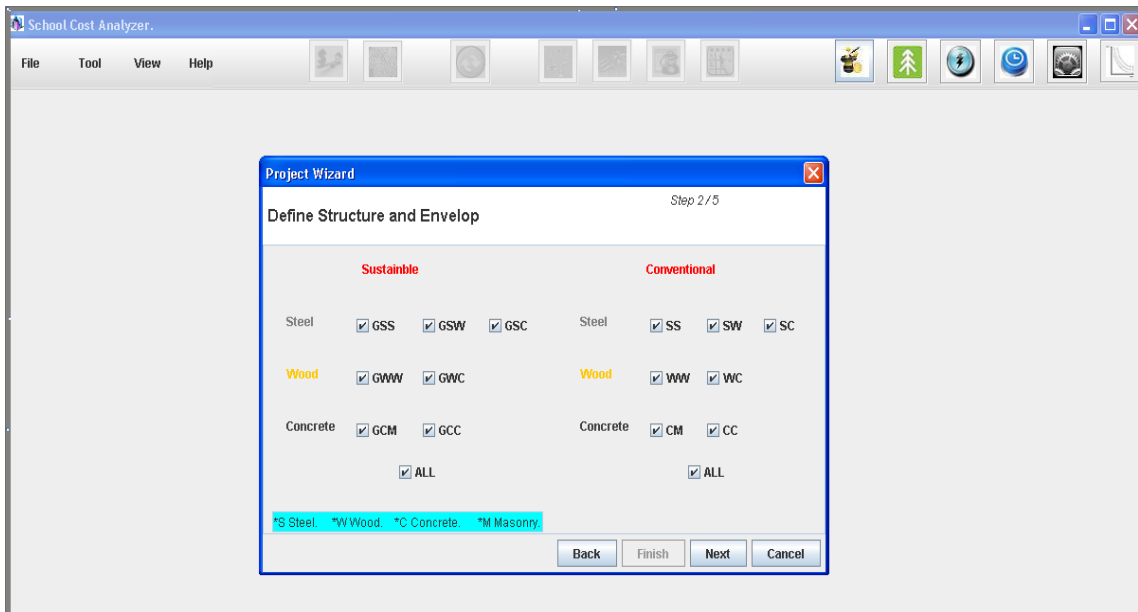 School Cost Analyzer.
File Tool View Help
Project Wizard
Step 2 / 5
Define Structure and Envelop
Sustainble Conventional
Steel GSS GSW GSC Steel SS SW SC
Wood GWW GWC Wood WW WC
Concrete GCM GCC Concrete CM CC
ALL ALL
*S Steel. *W Wood. *C Concrete. *M Masonry.
Back Finish Next Cancel